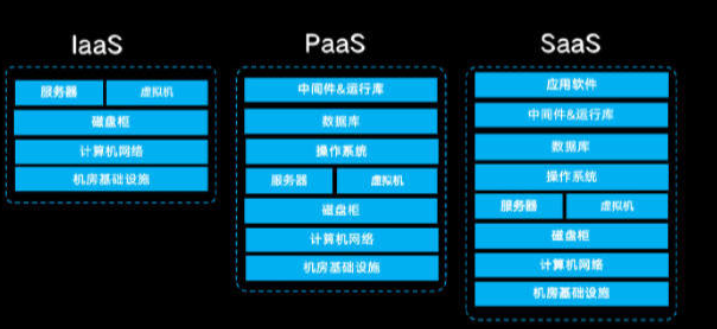 IaaS
服务器 虚拟机
磁盘柜
计算机网络
机房基础设施
PaaS
中间件&运行库
数据库
操作系统
服务器 虚拟机
磁盘柜
计算机网络
机房基础设施
SaaS
应用软件
中间件&运行库
数据库
操作系统
服务器 虚拟机
磁盘柜
计算机网络
机房基础设施